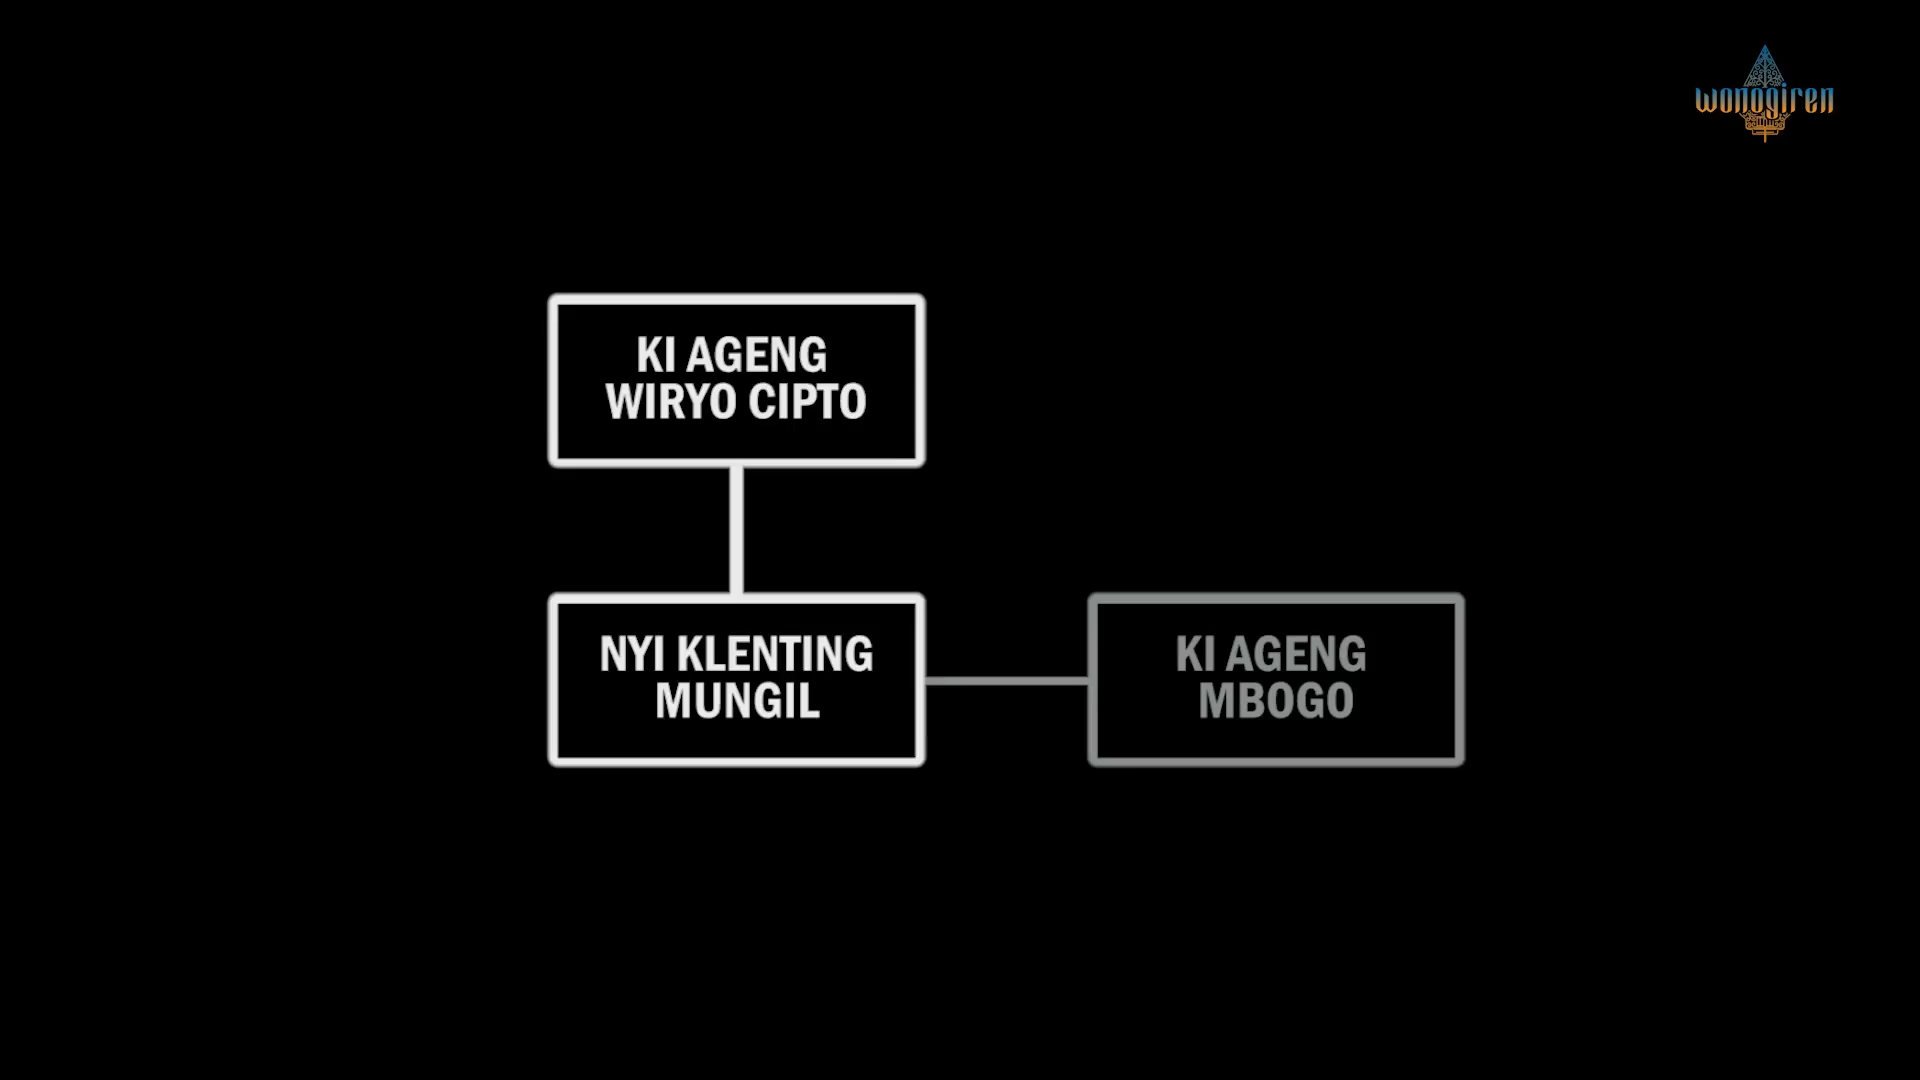 wonogiren
KI AGENG
WIRYO CIPTO
NYI KLENTING
MUNGIL
KI AGENG
MBOGO